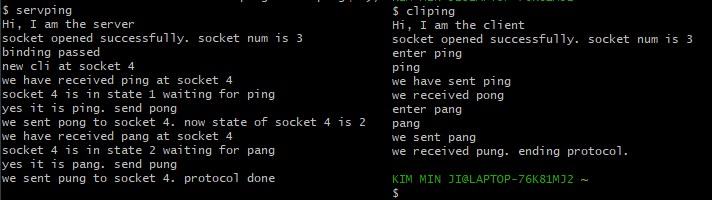 $ servping
Hi, I am the server
socket opened successfully. socket num is 3
binding passed
new cli at socket 4
we have received ping at socket 4
socket 4 is in state 1 waiting for ping
yes it is ping. send pong
we sent pong to socket 4. now state of socket 4 is 2
we have received pang at socket 4
socket 4 is in state 2 waiting for pang
yes it is pang. send pung
we sent pung to socket 4. protocol done
$ cliping
Hi, I am the client
socket opened successfully. socket num is 3
enter ping
ping
we have sent ping
we received pong
enter pang
pang
we sent pang
we received pung. ending protocol.
KIM MIN JI@LAPTOP-76K81MJ2 ~
$